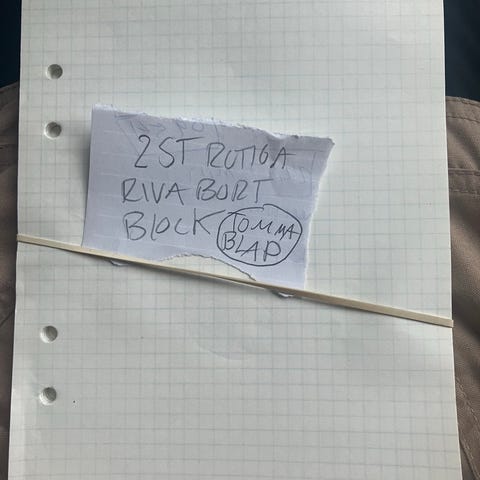 2 ST RUTIGA
RIVA BORT
BLOCK
TOMMA
BLAD